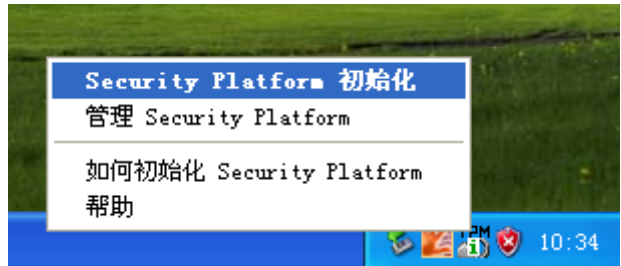 Security Platform 初始化
管理 Security Platform
如何初始化 Security Platform
帮助
TPM
10:34